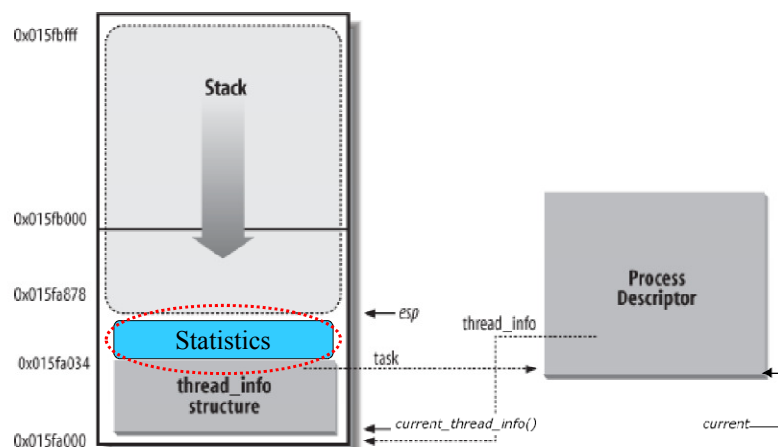 0x015fbfff
Stack
0x015fb000
0x015fa878
esp
Process
Descriptor
thread_info
Statistics
0x015fa034
task
thread_info
structure
current_thread_info()
current
0x015fa000